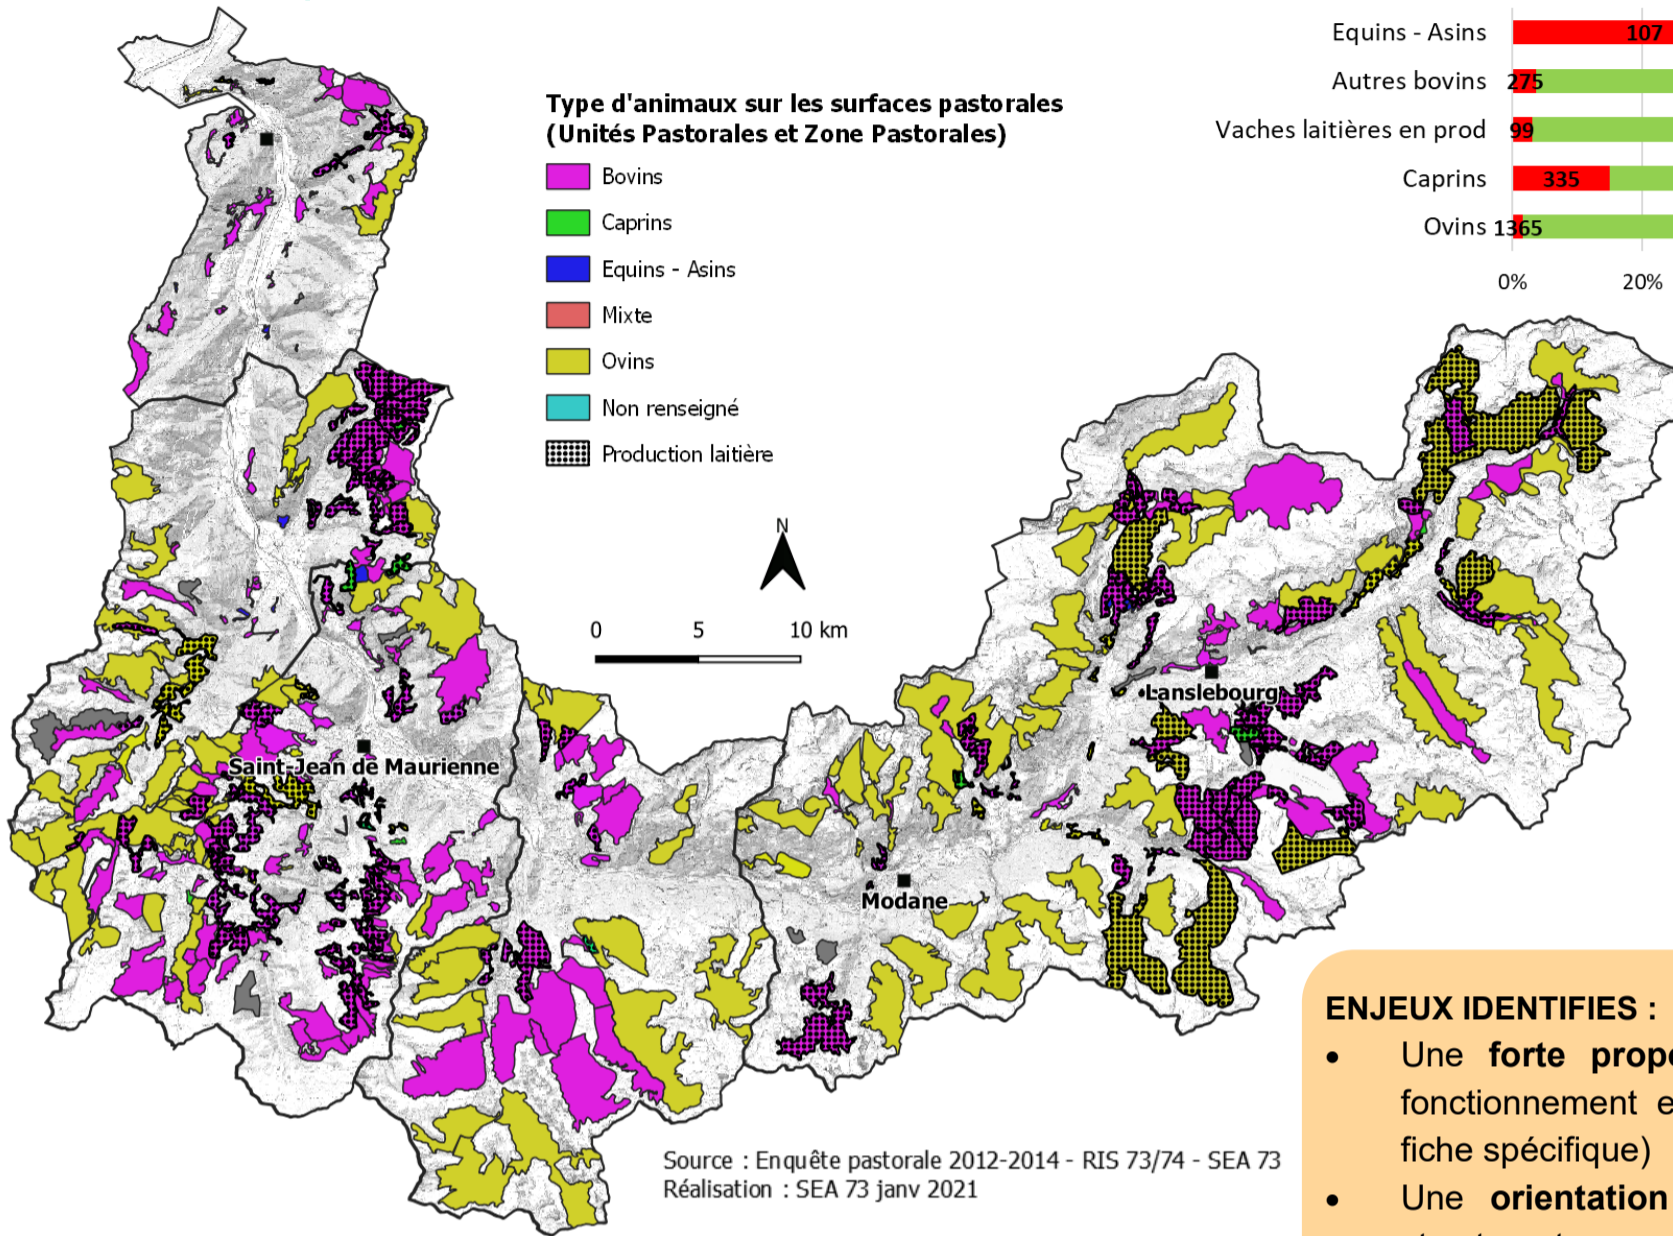 Type d'animaux sur les surfaces pastorales
(Unités Pastorales et Zone Pastorales)
Bovins
Caprins
Equins - Asins
Mixte
Ovins
Non renseigné
Production laitière
Equins - Asins 107
Autres bovins 275
Vaches laitières en prod 99
Caprins 335
Ovins 1365
0% 20%
N
0 5 10 km
Lanslebourg
Saint-Jean de Maurienne
Modane
Source : Enquête pastorale 2012-2014 - RIS 73/74 - SEA 73
Réalisation : SEA 73 janv 2021
ENJEUX IDENTIFIES :
• Une forte
fonctionnement
fiche spécifique)
• Une orientation